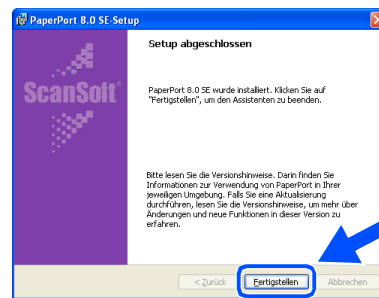 PaperPort 8.0 SE-Setup
Setup abgeschlossen
ScanSoft®
PaperPort 8.0 SE wurde installiert. Klicken Sie auf
"Fertigstellen", um den Assistenten zu beenden.
Bitte lesen Sie die Versionshinweise. Darin finden Sie
Informationen zur Verwendung von PaperPort in Ihrer
jeweiligen Umgebung. Falls Sie eine Aktualisierung
durchführen, lesen Sie die Versionshinweise, um mehr über
Änderungen und neue Funktionen in dieser Version zu
erfahren.
< Zurück
Fertigstellen
Abbrechen